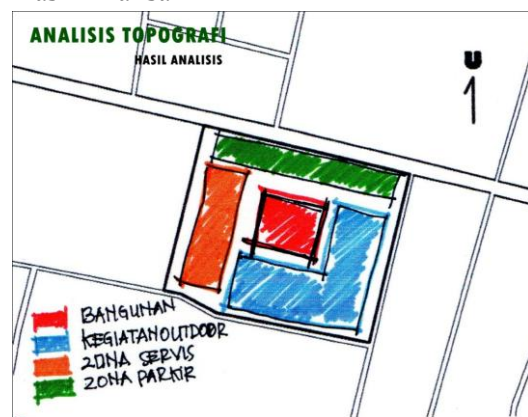 ANALISIS TOPOGRAFI
HASIL ANALISIS
U
BANGUNAN
KEGIATAN OUTDOOR
ZONA SERVIS
ZONA PARKIR